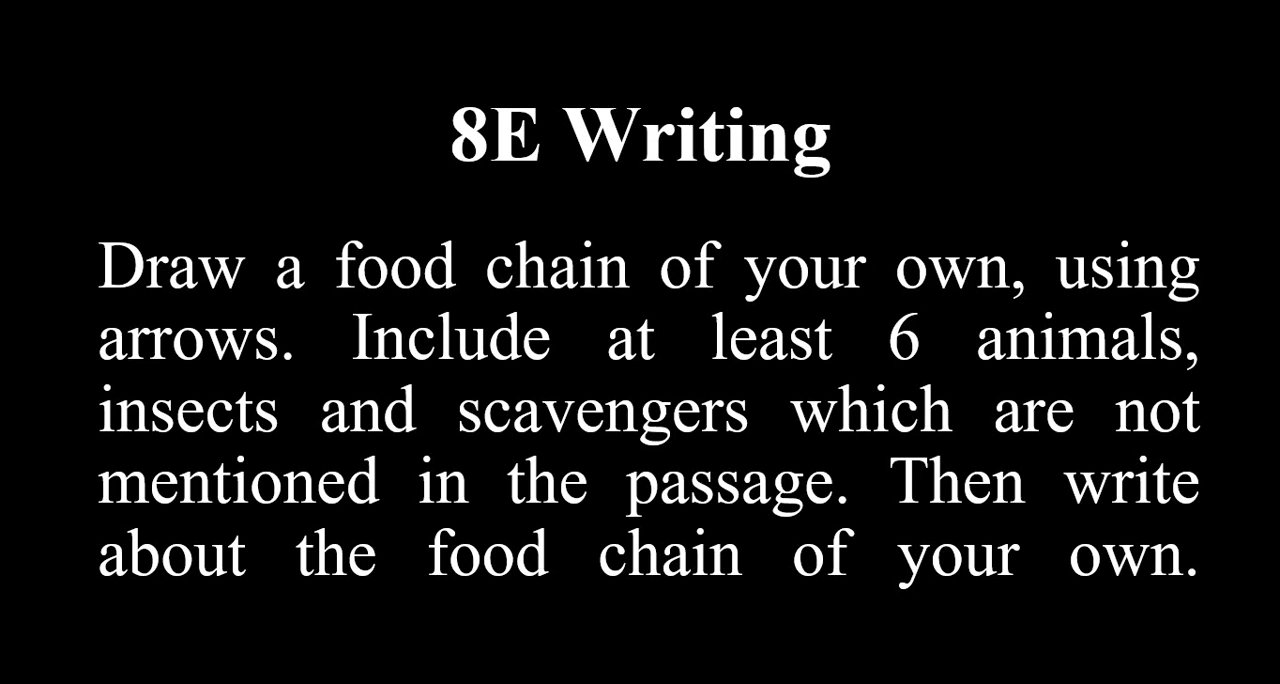 8E Writing
Draw a food chain of your own, using
arrows. Include at least 6 animals,
insects and scavengers which are not
mentioned in the passage. Then write
about the food chain of your own.